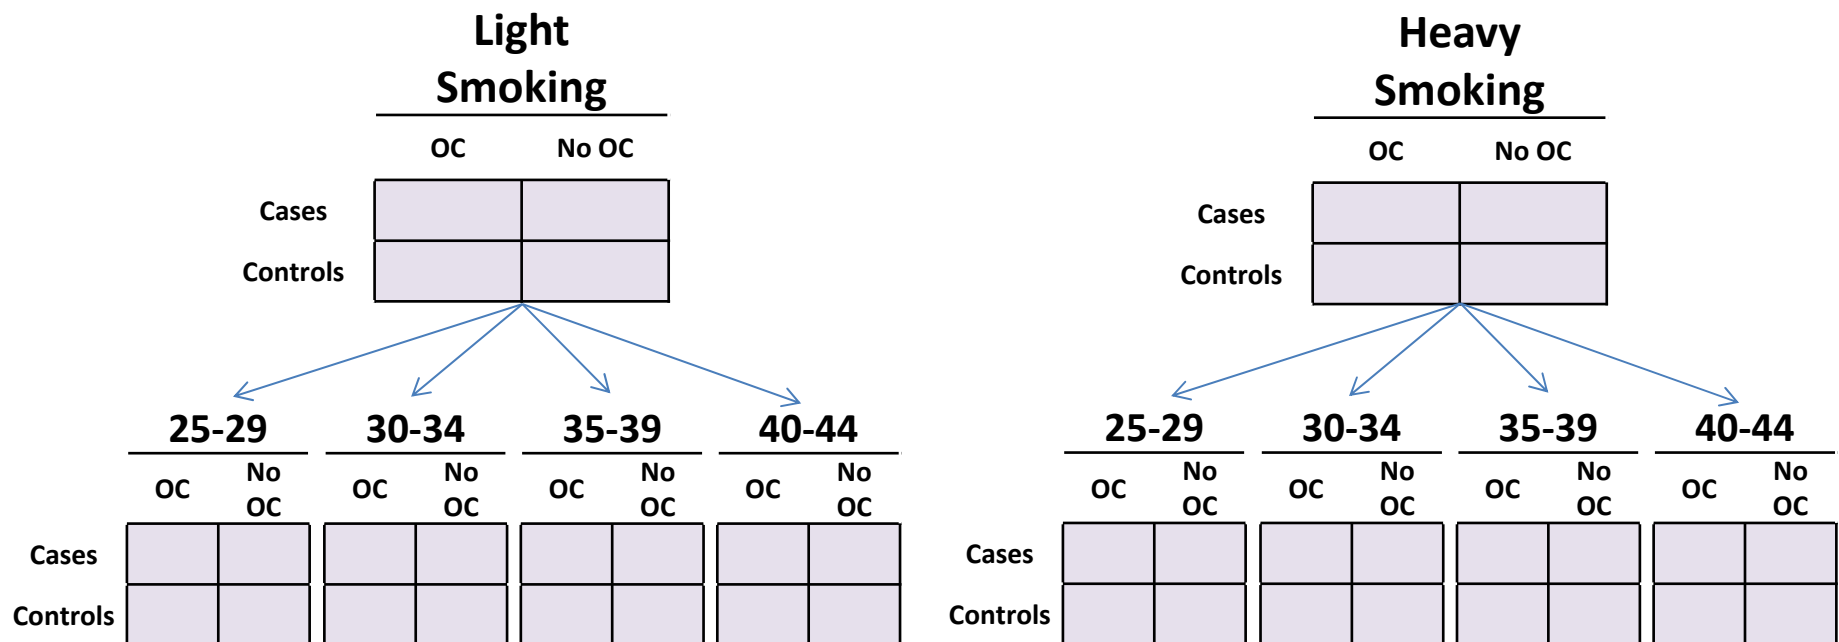 Light
Smoking
OC No OC
Cases
Controls
25-29 30-34 35-39 40-44
OC No OC OC No OC OC No OC OC No OC
Cases
Controls
Heavy
Smoking
OC No OC
Cases
Controls
25-29 30-34 35-39 40-44
OC No OC OC No OC OC No OC OC No OC
Cases
Controls